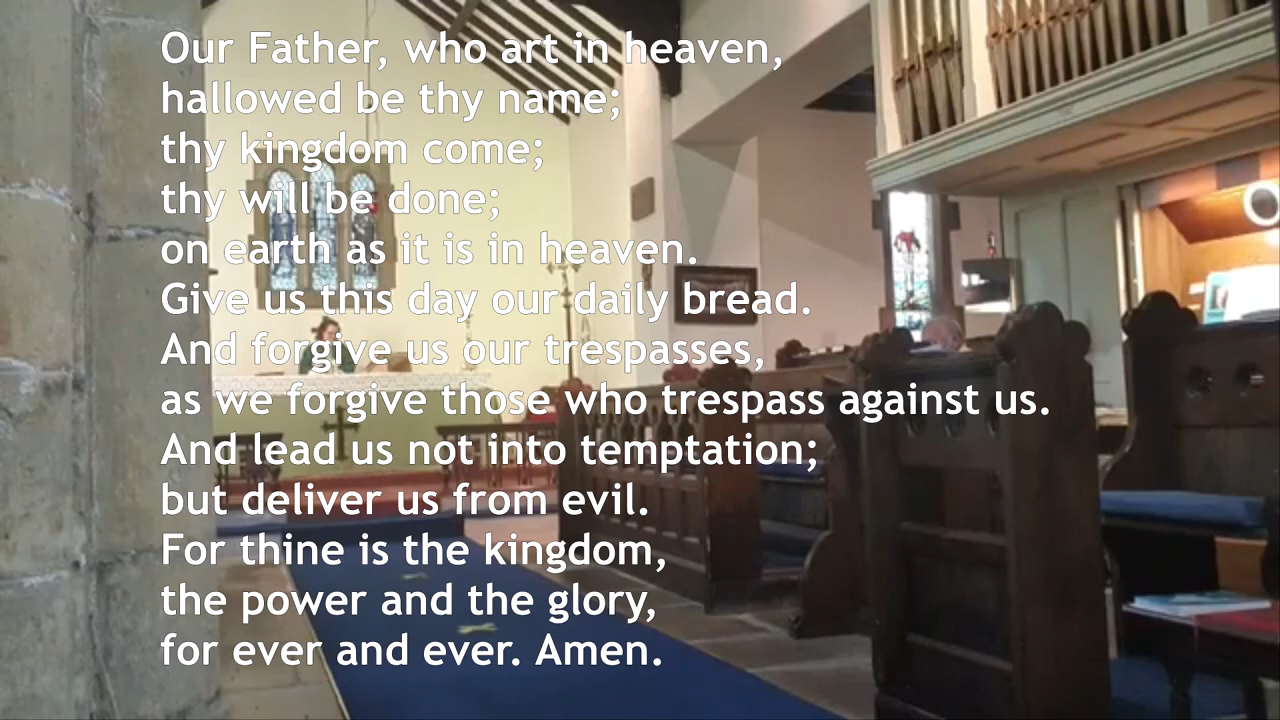 Our Father, who art in heaven,
hallowed be thy name;
thy kingdom come;
thy will be done;
on earth as it is in heaven.
Give us this day our daily bread.
And forgive us our trespasses,
as we forgive those who trespass against us.
And lead us not into temptation;
but deliver us from evil.
For thine is the kingdom,
the power and the glory,
for ever and ever. Amen.